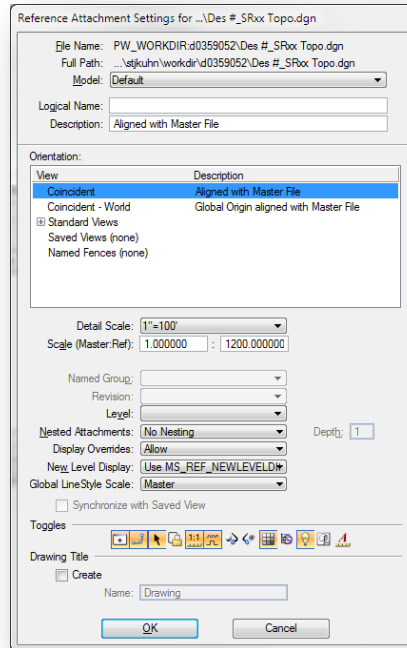 Reference Attachment Settings for ...\Des #_SRxx Topo.dgn
File Name: PW_WORKDIR:d0359052\Des #_SRxx Topo.dgn
Full Path: ...\stjkuhn\workdir\d0359052\Des #_SRxx Topo.dgn
Model: Default
Logical Name:
Description: Aligned with Master File
Orientation:
View Description
Coincident Aligned with Master File
Coincident - World Global Origin aligned with Master File
Standard Views
Saved Views (none)
Named Fences (none)
Detail Scale: 1"=100'
Scale (Master:Ref): 1.000000 : 1200.000000
Named Group:
Revision:
Level:
Nested Attachments: No Nesting Depth: 1
Display Overrides: Allow
New Level Display: Use MS_REF_NEWLEVELDI
Global LineStyle Scale: Master
Synchronize with Saved View
Toggles
1:1
Drawing Title
Create
Name: Drawing
OK Cancel